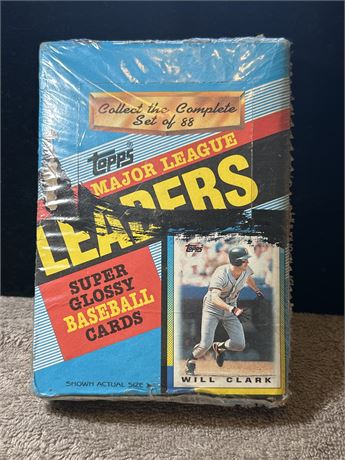 Collect the Complete
Set of 88
Topps
MAJOR LEAGUE
LEADERS
SUPER
GLOSSY
BASEBALL
CARDS
Topps
SHOWN ACTUAL SIZE
WILL CLARK